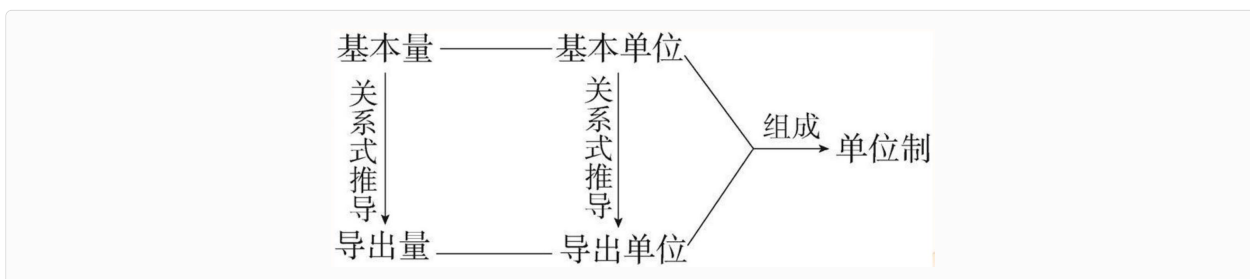 基本量
基本单位
关系式推导
关系式推导
组成
单位制
导出量
导出单位